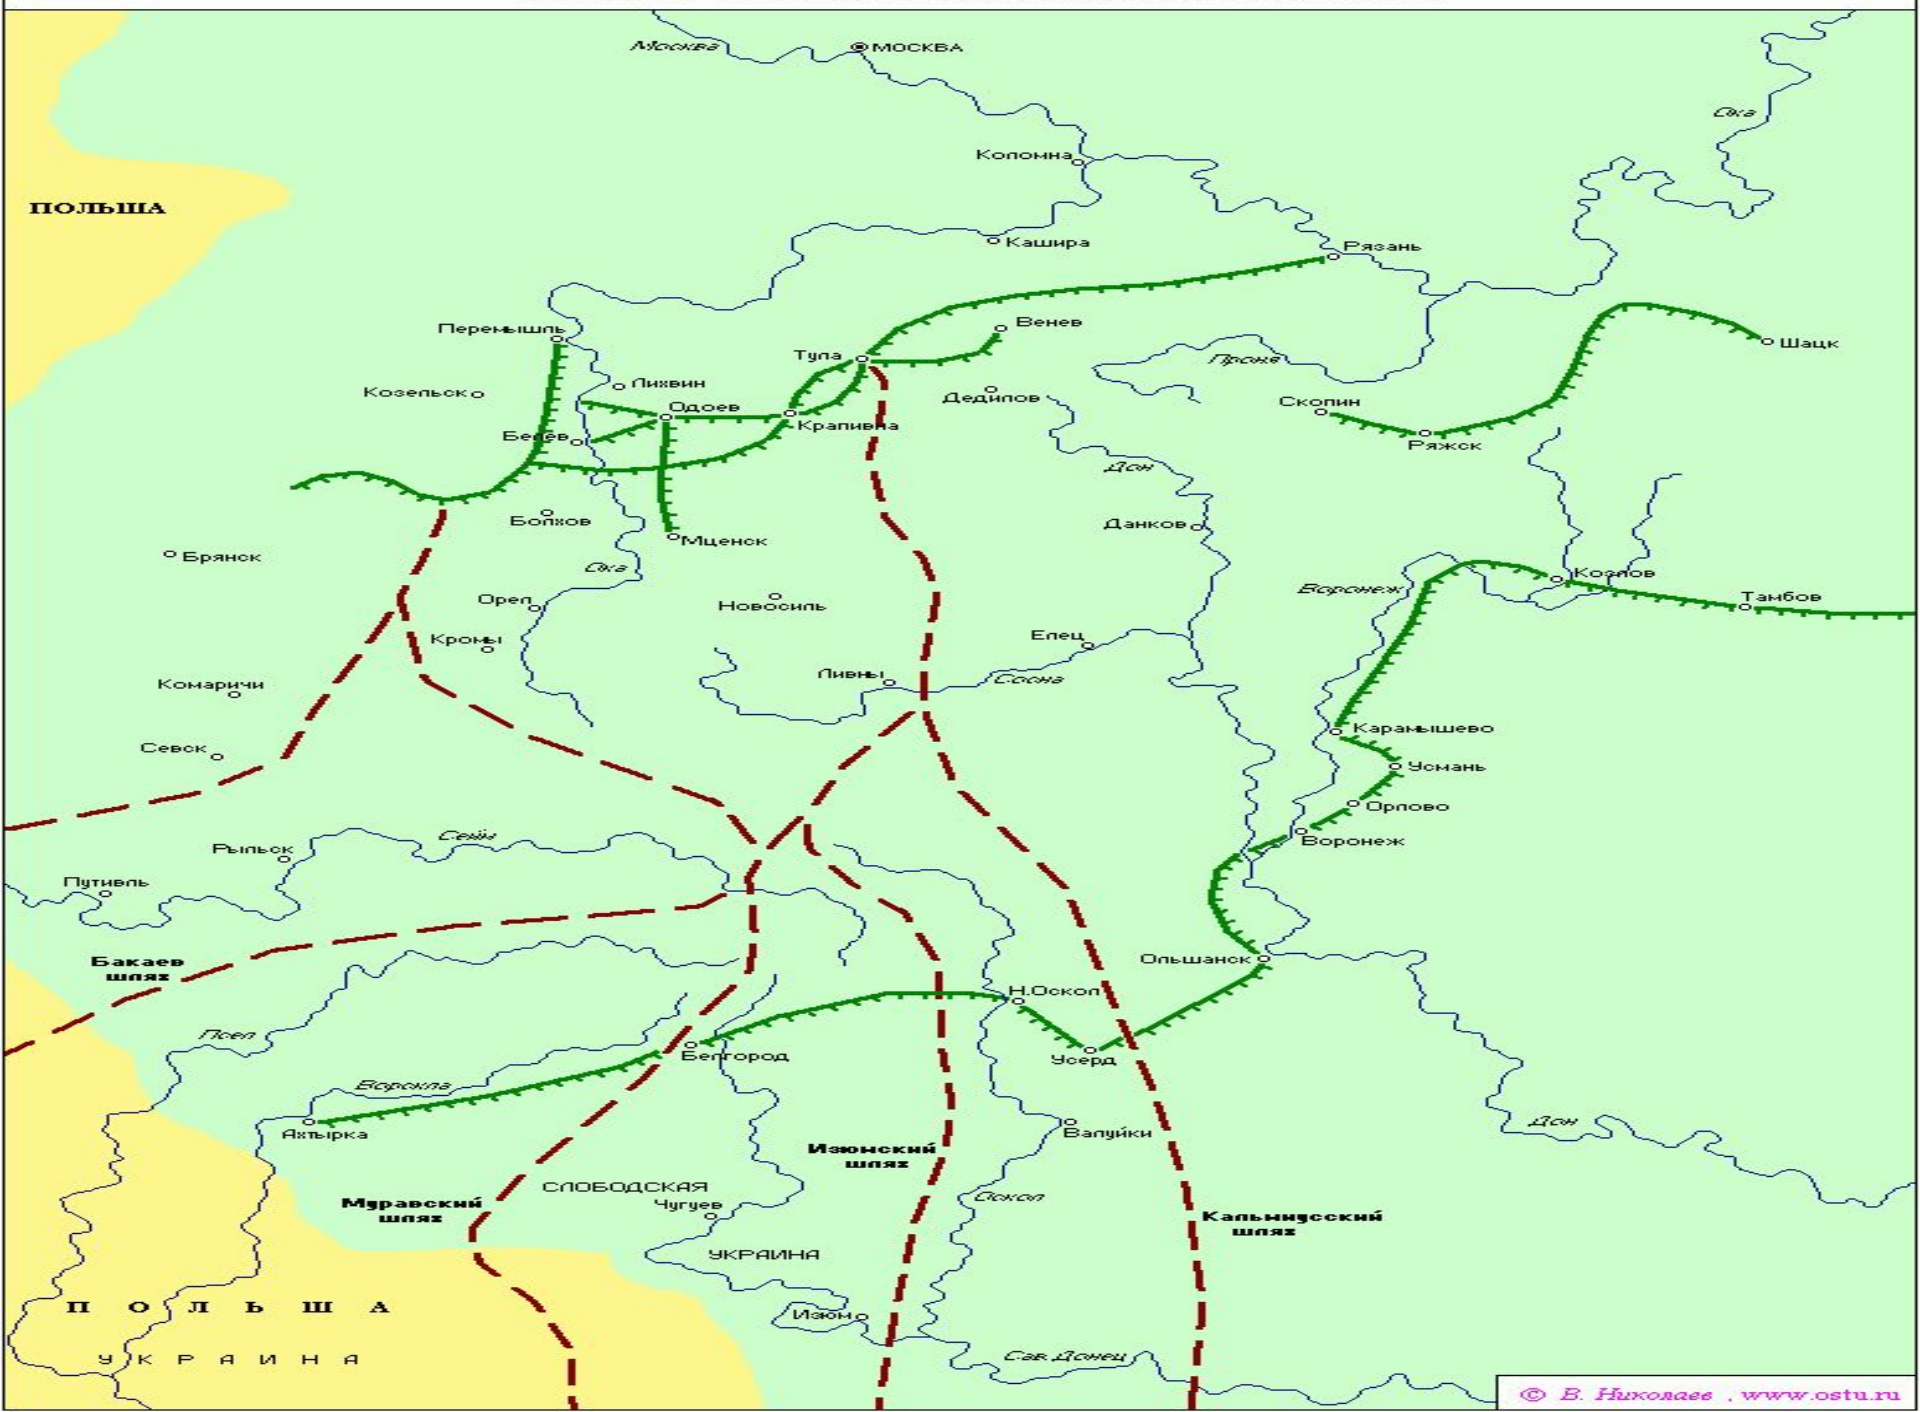 Москва
МОСКВА
Ока
Коломна
ПОЛЬША
Кашира
Рязань
Перемышль
Венев
Тула
Проня
Шацк
Козельск
Лихвин
Дедилов
Скопин
Одоев
Крапивна
Белев
Ряжск
Дон
Болхов
Данков
Мценск
Брянск
Ока
Воронеж
Козлов
Тамбов
Орел
Новосиль
Кромы
Елец
Ливны
Сосна
Комаричи
Карамышево
Севск
Усмань
Орлово
Сейм
Рыльск
Воронеж
Путивль
Бакаев
шлях
Ольшанск
Н.Оскол
Псел
Белгород
Усерд
Ворскла
Ахтырка
Валуйки
Дон
Изюмский
шлях
СЛОБОДСКАЯ
Чугуев
Оскол
Муравский
шлях
Кальмиусский
шлях
УКРАИНА
ПОЛЬША
Изюм
УКРАИНА
Сев.Донец
© В. Николаев , www.ostu.ru